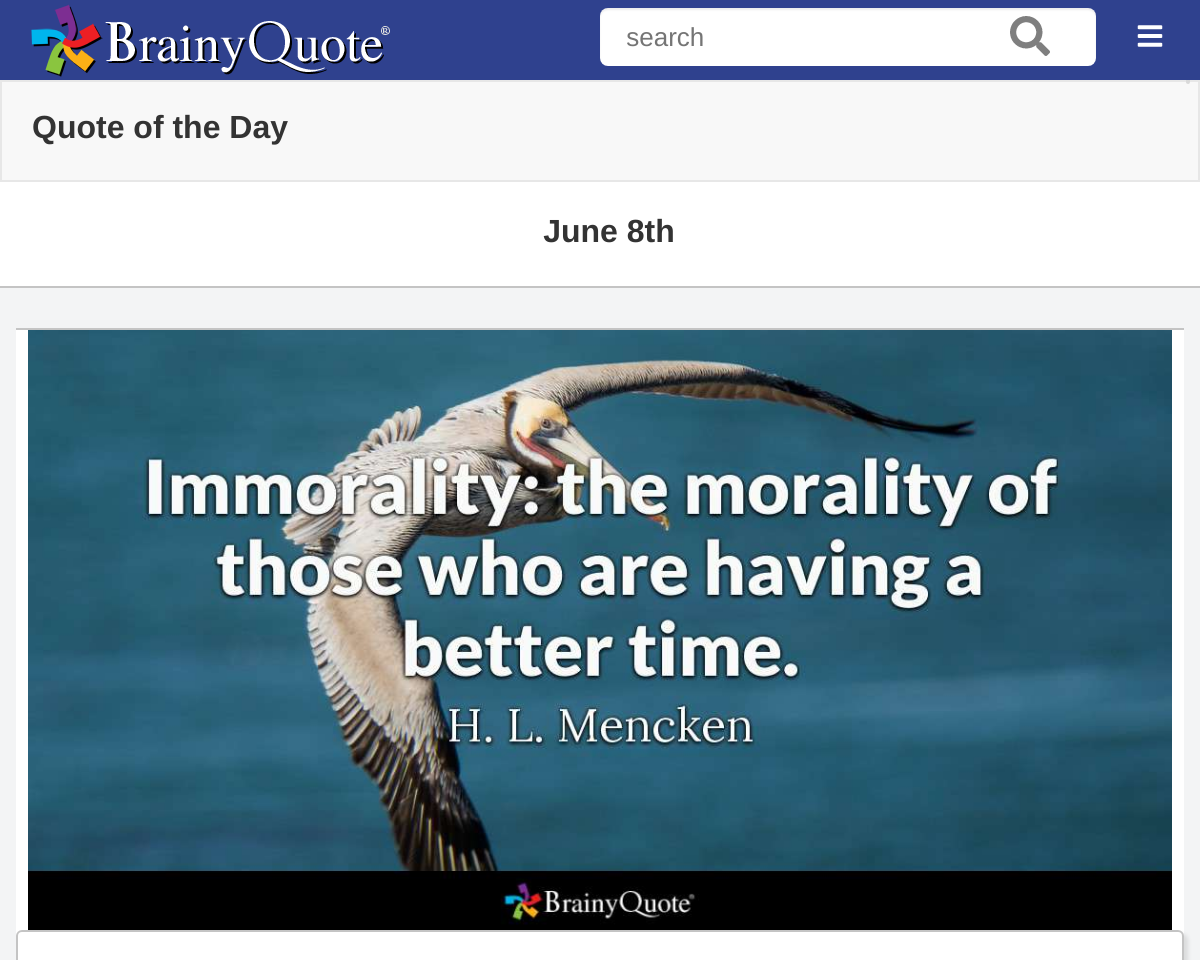 BrainyQuote®
search
Quote of the Day
June 8th
Immorality: the morality of
those who are having a
better time.
H. L. Mencken
BrainyQuote®